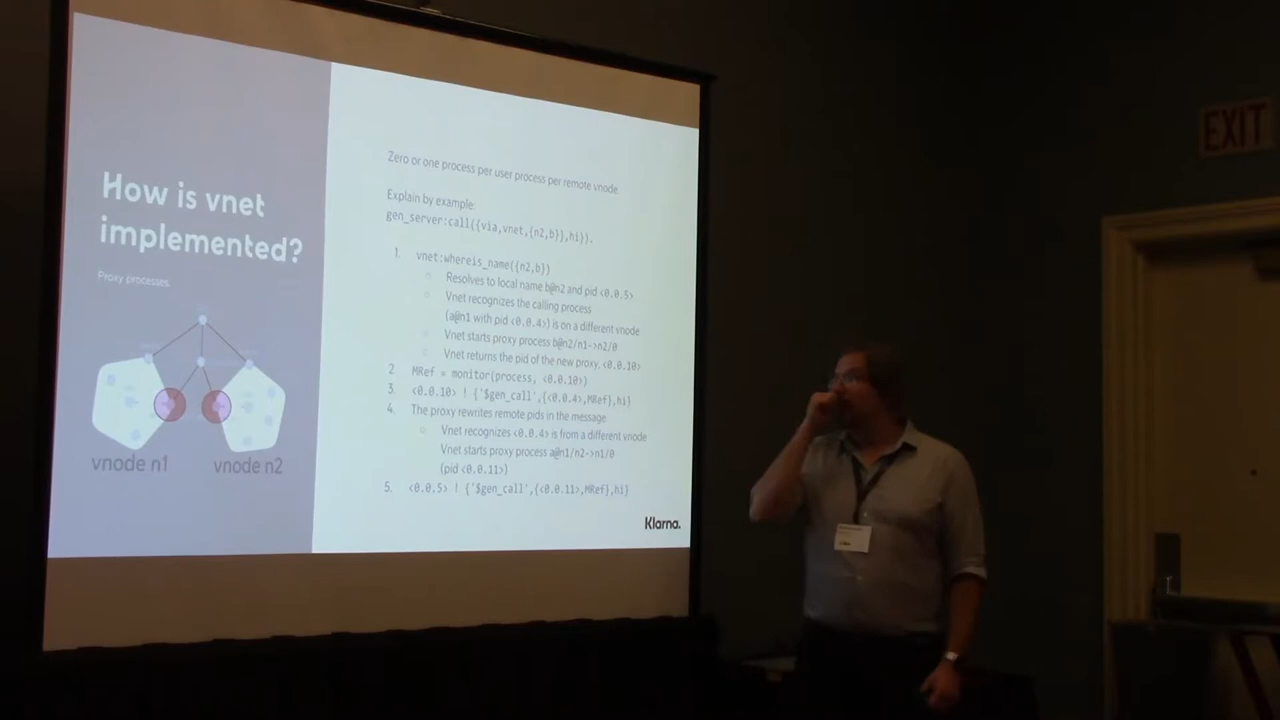 How is vnet
implemented?
Proxy processes.
vnode n1
vnode n2
Zero or one process per user process per remote vnode.
Explain by example:
gen_server:call({via,vnet,{n2,b}},hi}).
1. vnet:whereis_name({n2,b})
○ Resolves to local name b@n2 and pid <0.0.5>
○ Vnet recognizes the calling process
(a@n1 with pid <0.0.4>) is on a different vnode
○ Vnet starts proxy process b@n2/n1->n2/0
○ Vnet returns the pid of the new proxy, <0.0.10>
2. MRef = monitor(process, <0.0.10>)
3. <0.0.10> ! {'$gen_call',{<0.0.4>,MRef},hi}
4. The proxy rewrites remote pids in the message
○ Vnet recognizes <0.0.4> is from a different vnode
Vnet starts proxy process a@n1/n2->n1/0
(pid <0.0.11>)
5. <0.0.5> ! {'$gen_call',{<0.0.11>,MRef},hi}
Klarna.
EXIT